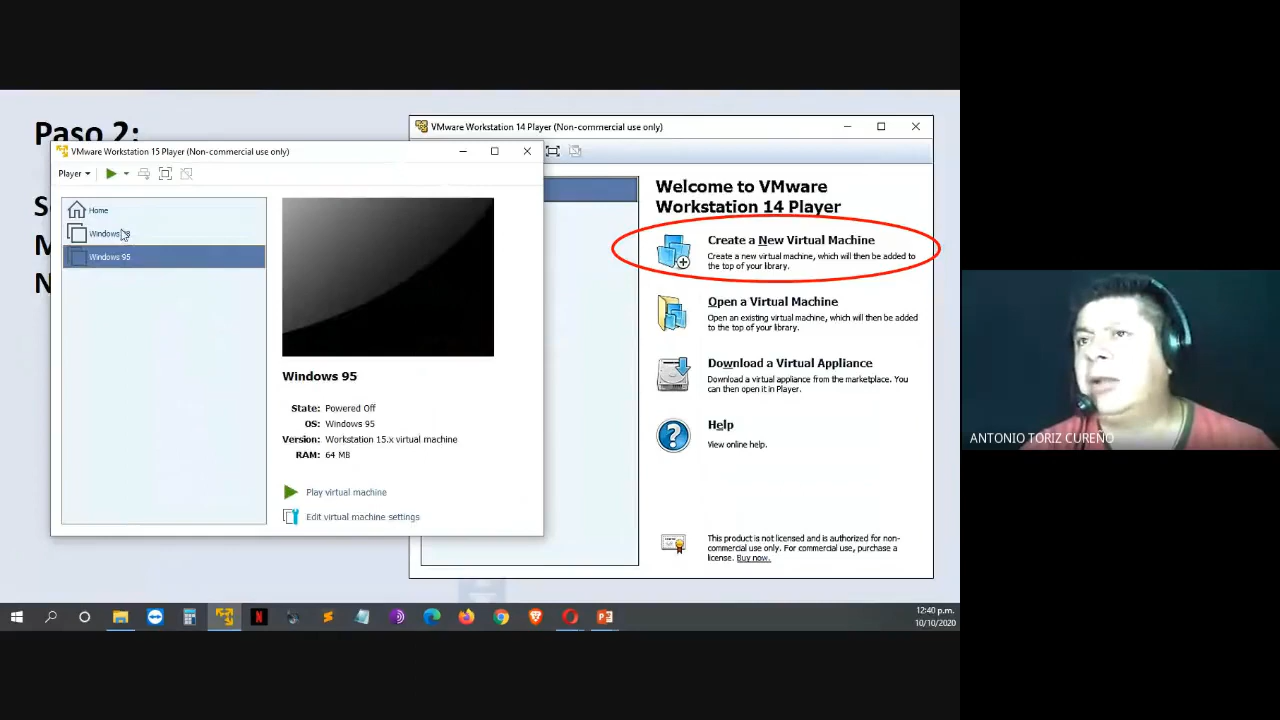 Paso 2:
VMware Workstation 14 Player (Non-commercial use only)
VMware Workstation 15 Player (Non-commercial use only)
Player
Home
Windows
Windows 95
Windows 95
State: Powered Off
OS: Windows 95
Version: Workstation 15.x virtual machine
RAM: 64 MB
Play virtual machine
Edit virtual machine settings
Welcome to VMware
Workstation 14 Player
Create a New Virtual Machine
Create a new virtual machine, which will then be added to
the top of your library.
Open a Virtual Machine
Open an existing virtual machine, which will then be added
to the top of your library.
Download a Virtual Appliance
Download a virtual appliance from the marketplace. You
can then open it in Player.
Help
View online help.
This product is not licensed and is authorized for non-
commercial use only. For commercial use, purchase a
license. Buy now.
12:40 p.m.
10/10/2020
ANTONIO TORIZ CUREÑO